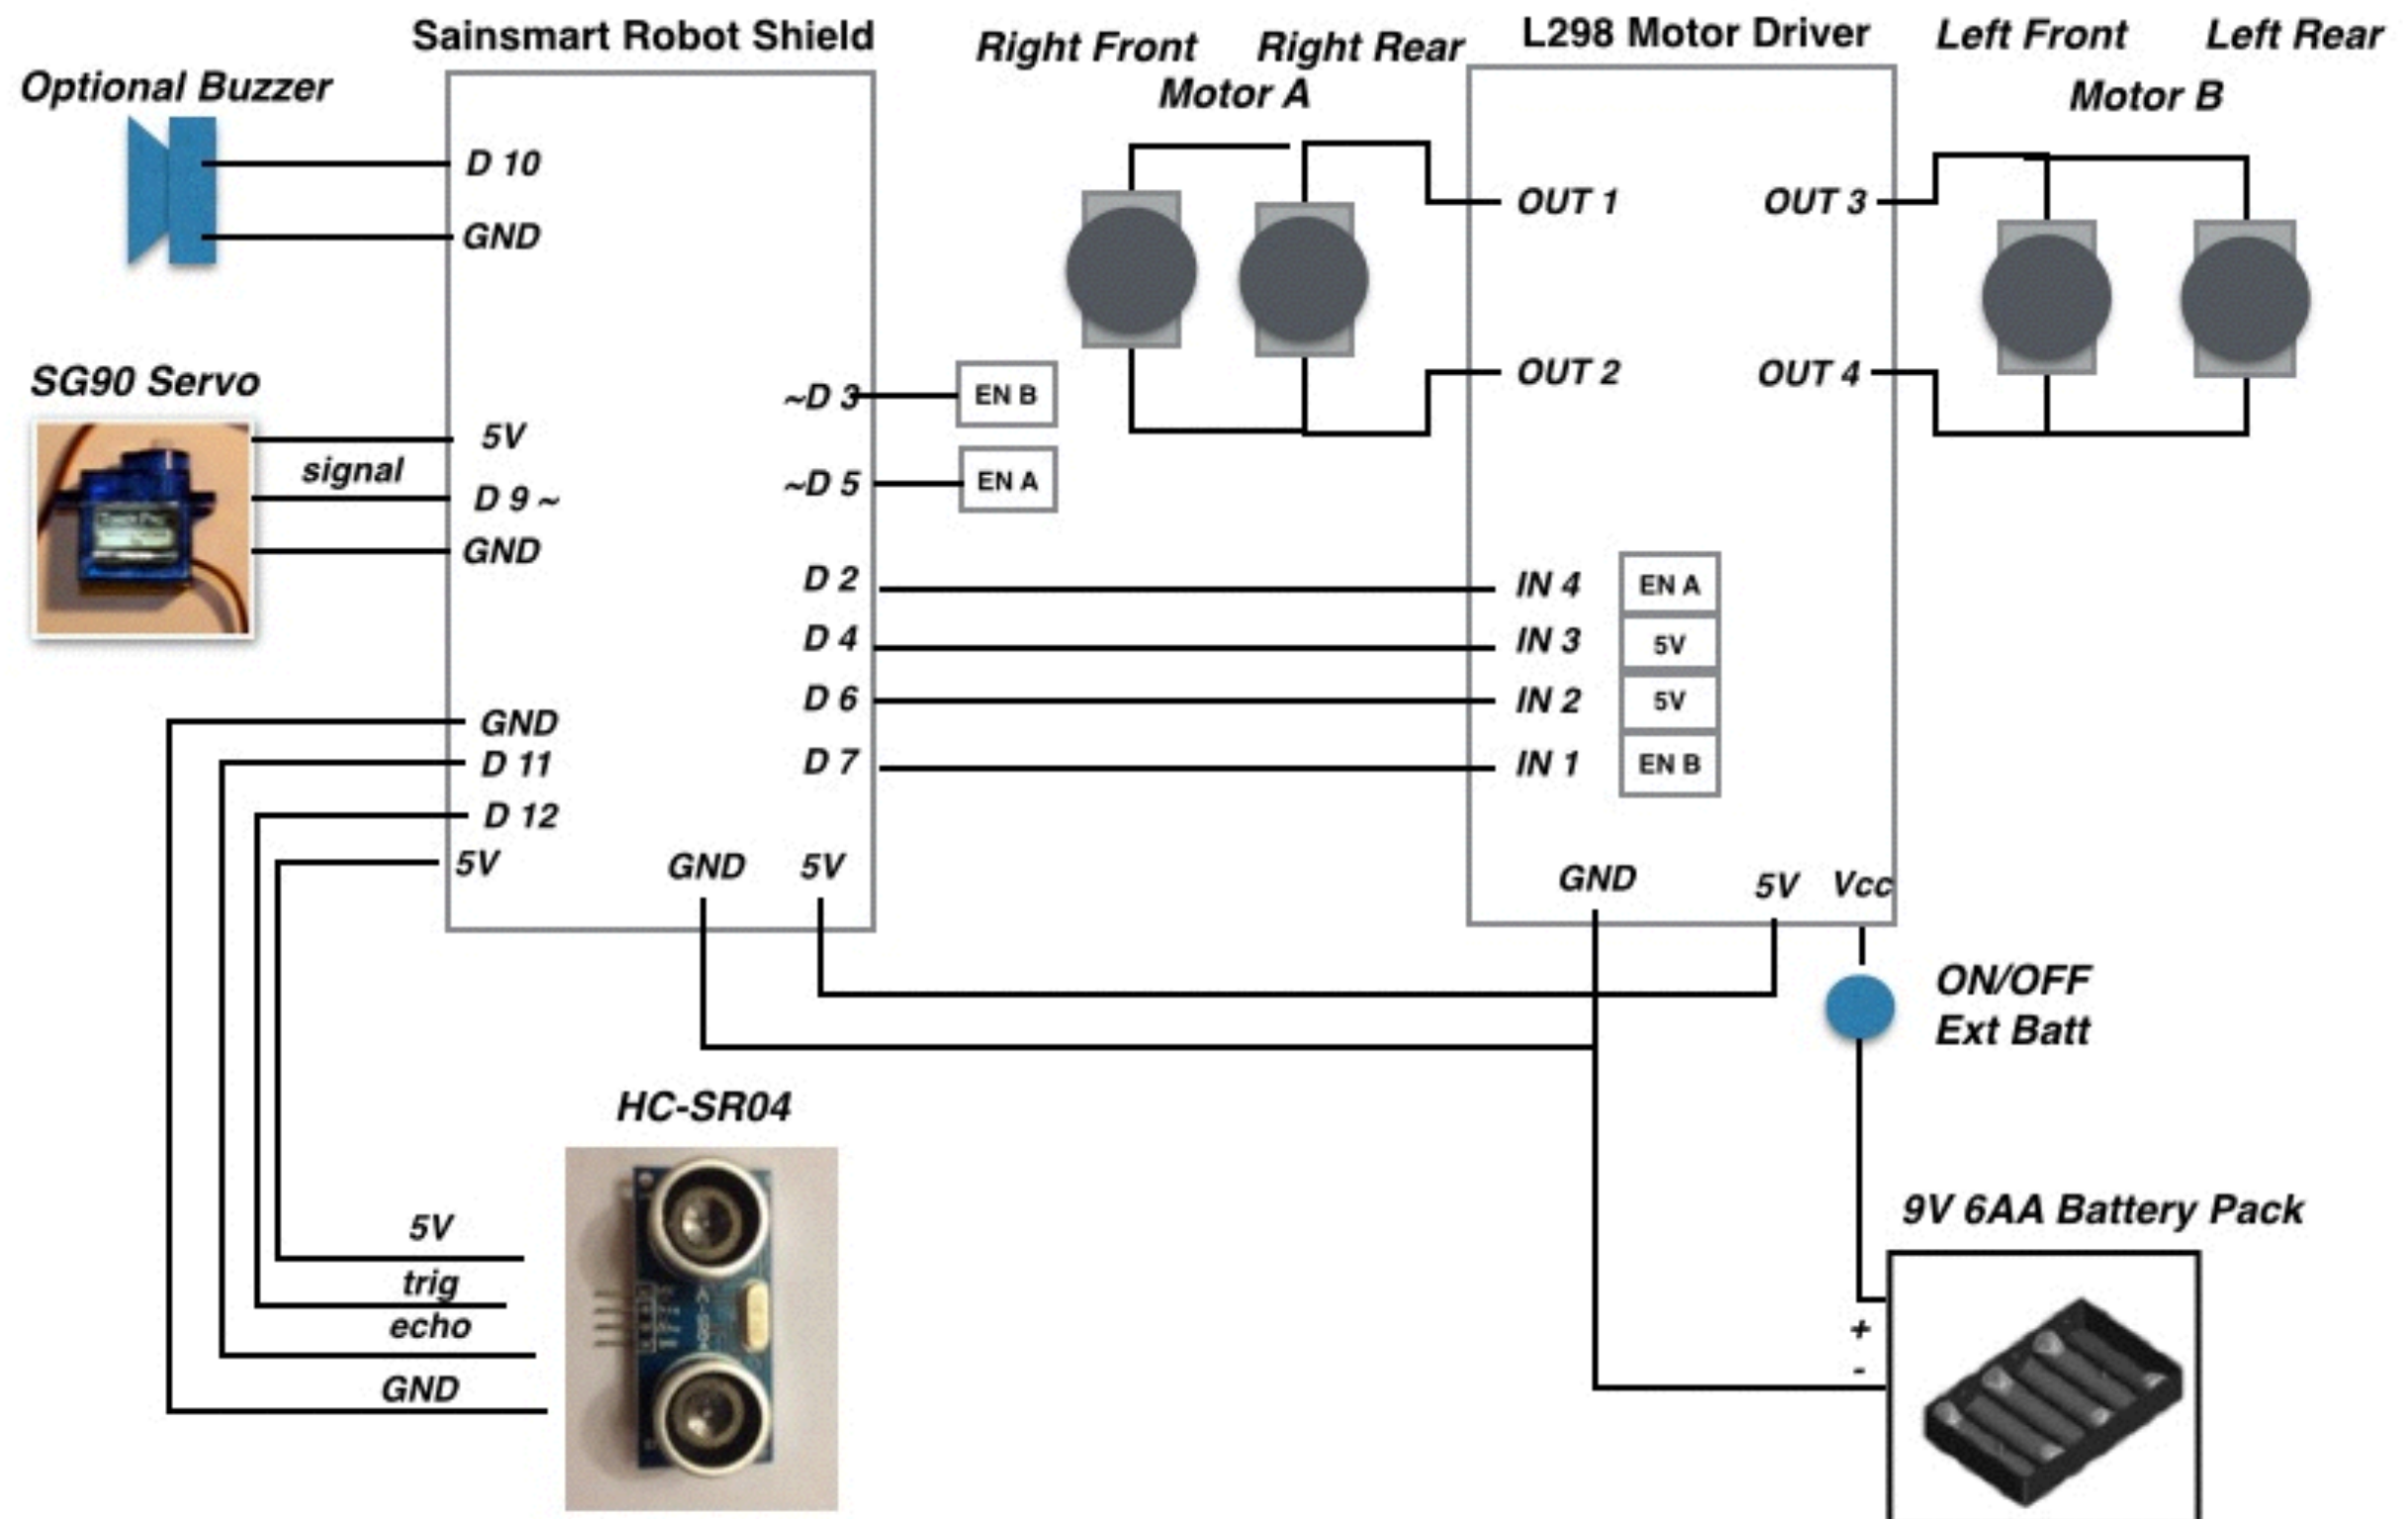 Sainsmart Robot Shield
Optional Buzzer
D 10
GND
SG90 Servo
5V
signal
D 9 ~
GND
~D 3
EN B
~D 5
EN A
D 2
D 4
D 6
D 7
GND
D 11
D 12
5V
GND
5V
Right Front
Right Rear
Motor A
L298 Motor Driver
OUT 1
OUT 3
OUT 2
OUT 4
Left Front
Left Rear
Motor B
IN 4
EN A
IN 3
5V
IN 2
5V
IN 1
EN B
GND
5V
Vcc
ON/OFF
Ext Batt
HC-SR04
5V
trig
echo
GND
9V 6AA Battery Pack
+
-